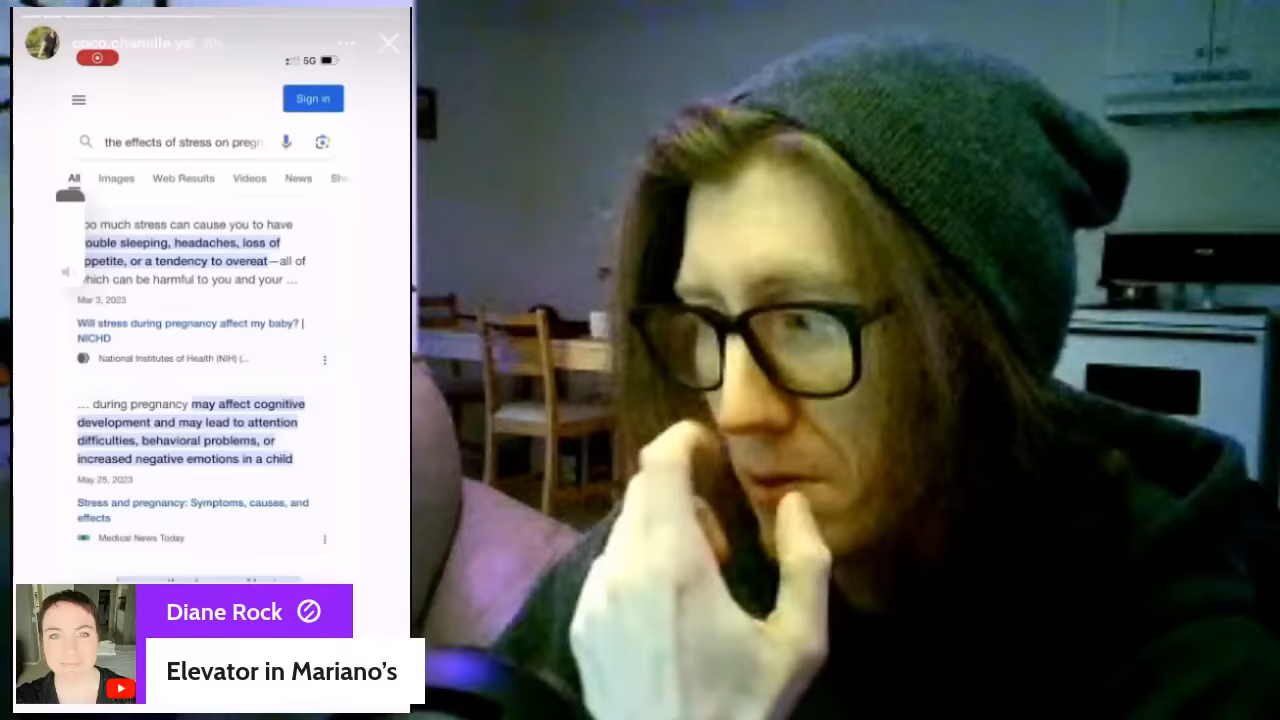 coco.chanelle.ysl 6h
5G
Sign in
the effects of stress on pregn
All Images Web Results Videos News Sho
oo much stress can cause you to have
ouble sleeping, headaches, loss of
ppetite, or a tendency to overeat—all of
hich can be harmful to you and your ...
Mar 3, 2023
Will stress during pregnancy affect my baby? |
NICHD
National Institutes of Health (NIH) (...
... during pregnancy may affect cognitive
development and may lead to attention
difficulties, behavioral problems, or
increased negative emotions in a child
May 25, 2023
Stress and pregnancy: Symptoms, causes, and
effects
Medical News Today
Diane Rock
Elevator in Mariano's